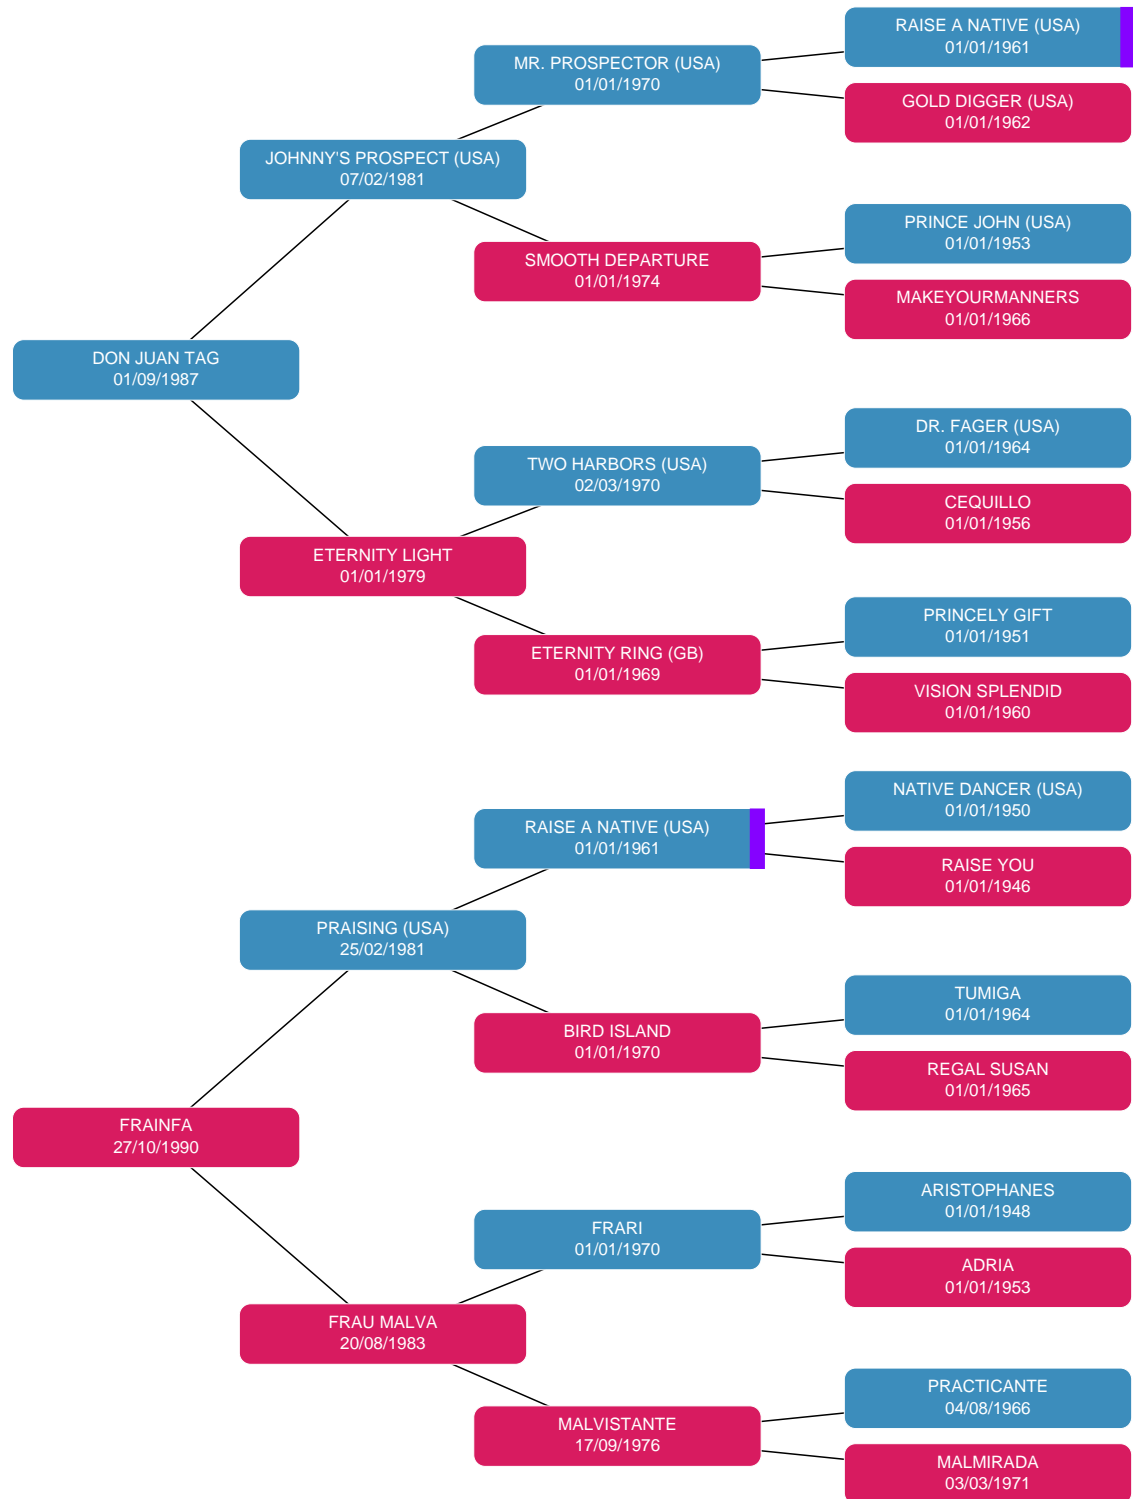 RAISE A NATIVE (USA)
01/01/1961
MR. PROSPECTOR (USA)
01/01/1970
GOLD DIGGER (USA)
01/01/1962
JOHNNY'S PROSPECT (USA)
07/02/1981
PRINCE JOHN (USA)
01/01/1953
SMOOTH DEPARTURE
01/01/1974
MAKEYOURMANNERS
01/01/1966
DON JUAN TAG
01/09/1987
DR. FAGER (USA)
01/01/1964
TWO HARBORS (USA)
02/03/1970
CEQUILLO
01/01/1956
ETERNITY LIGHT
01/01/1979
PRINCELY GIFT
01/01/1951
ETERNITY RING (GB)
01/01/1969
VISION SPLENDID
01/01/1960
NATIVE DANCER (USA)
01/01/1950
RAISE A NATIVE (USA)
01/01/1961
RAISE YOU
01/01/1946
PRAISING (USA)
25/02/1981
TUMIGA
01/01/1964
BIRD ISLAND
01/01/1970
REGAL SUSAN
01/01/1965
FRAINFA
27/10/1990
ARISTOPHANES
01/01/1948
FRARI
01/01/1970
ADRIA
01/01/1953
FRAU MALVA
20/08/1983
PRACTICANTE
04/08/1966
MALVISTANTE
17/09/1976
MALMIRADA
03/03/1971